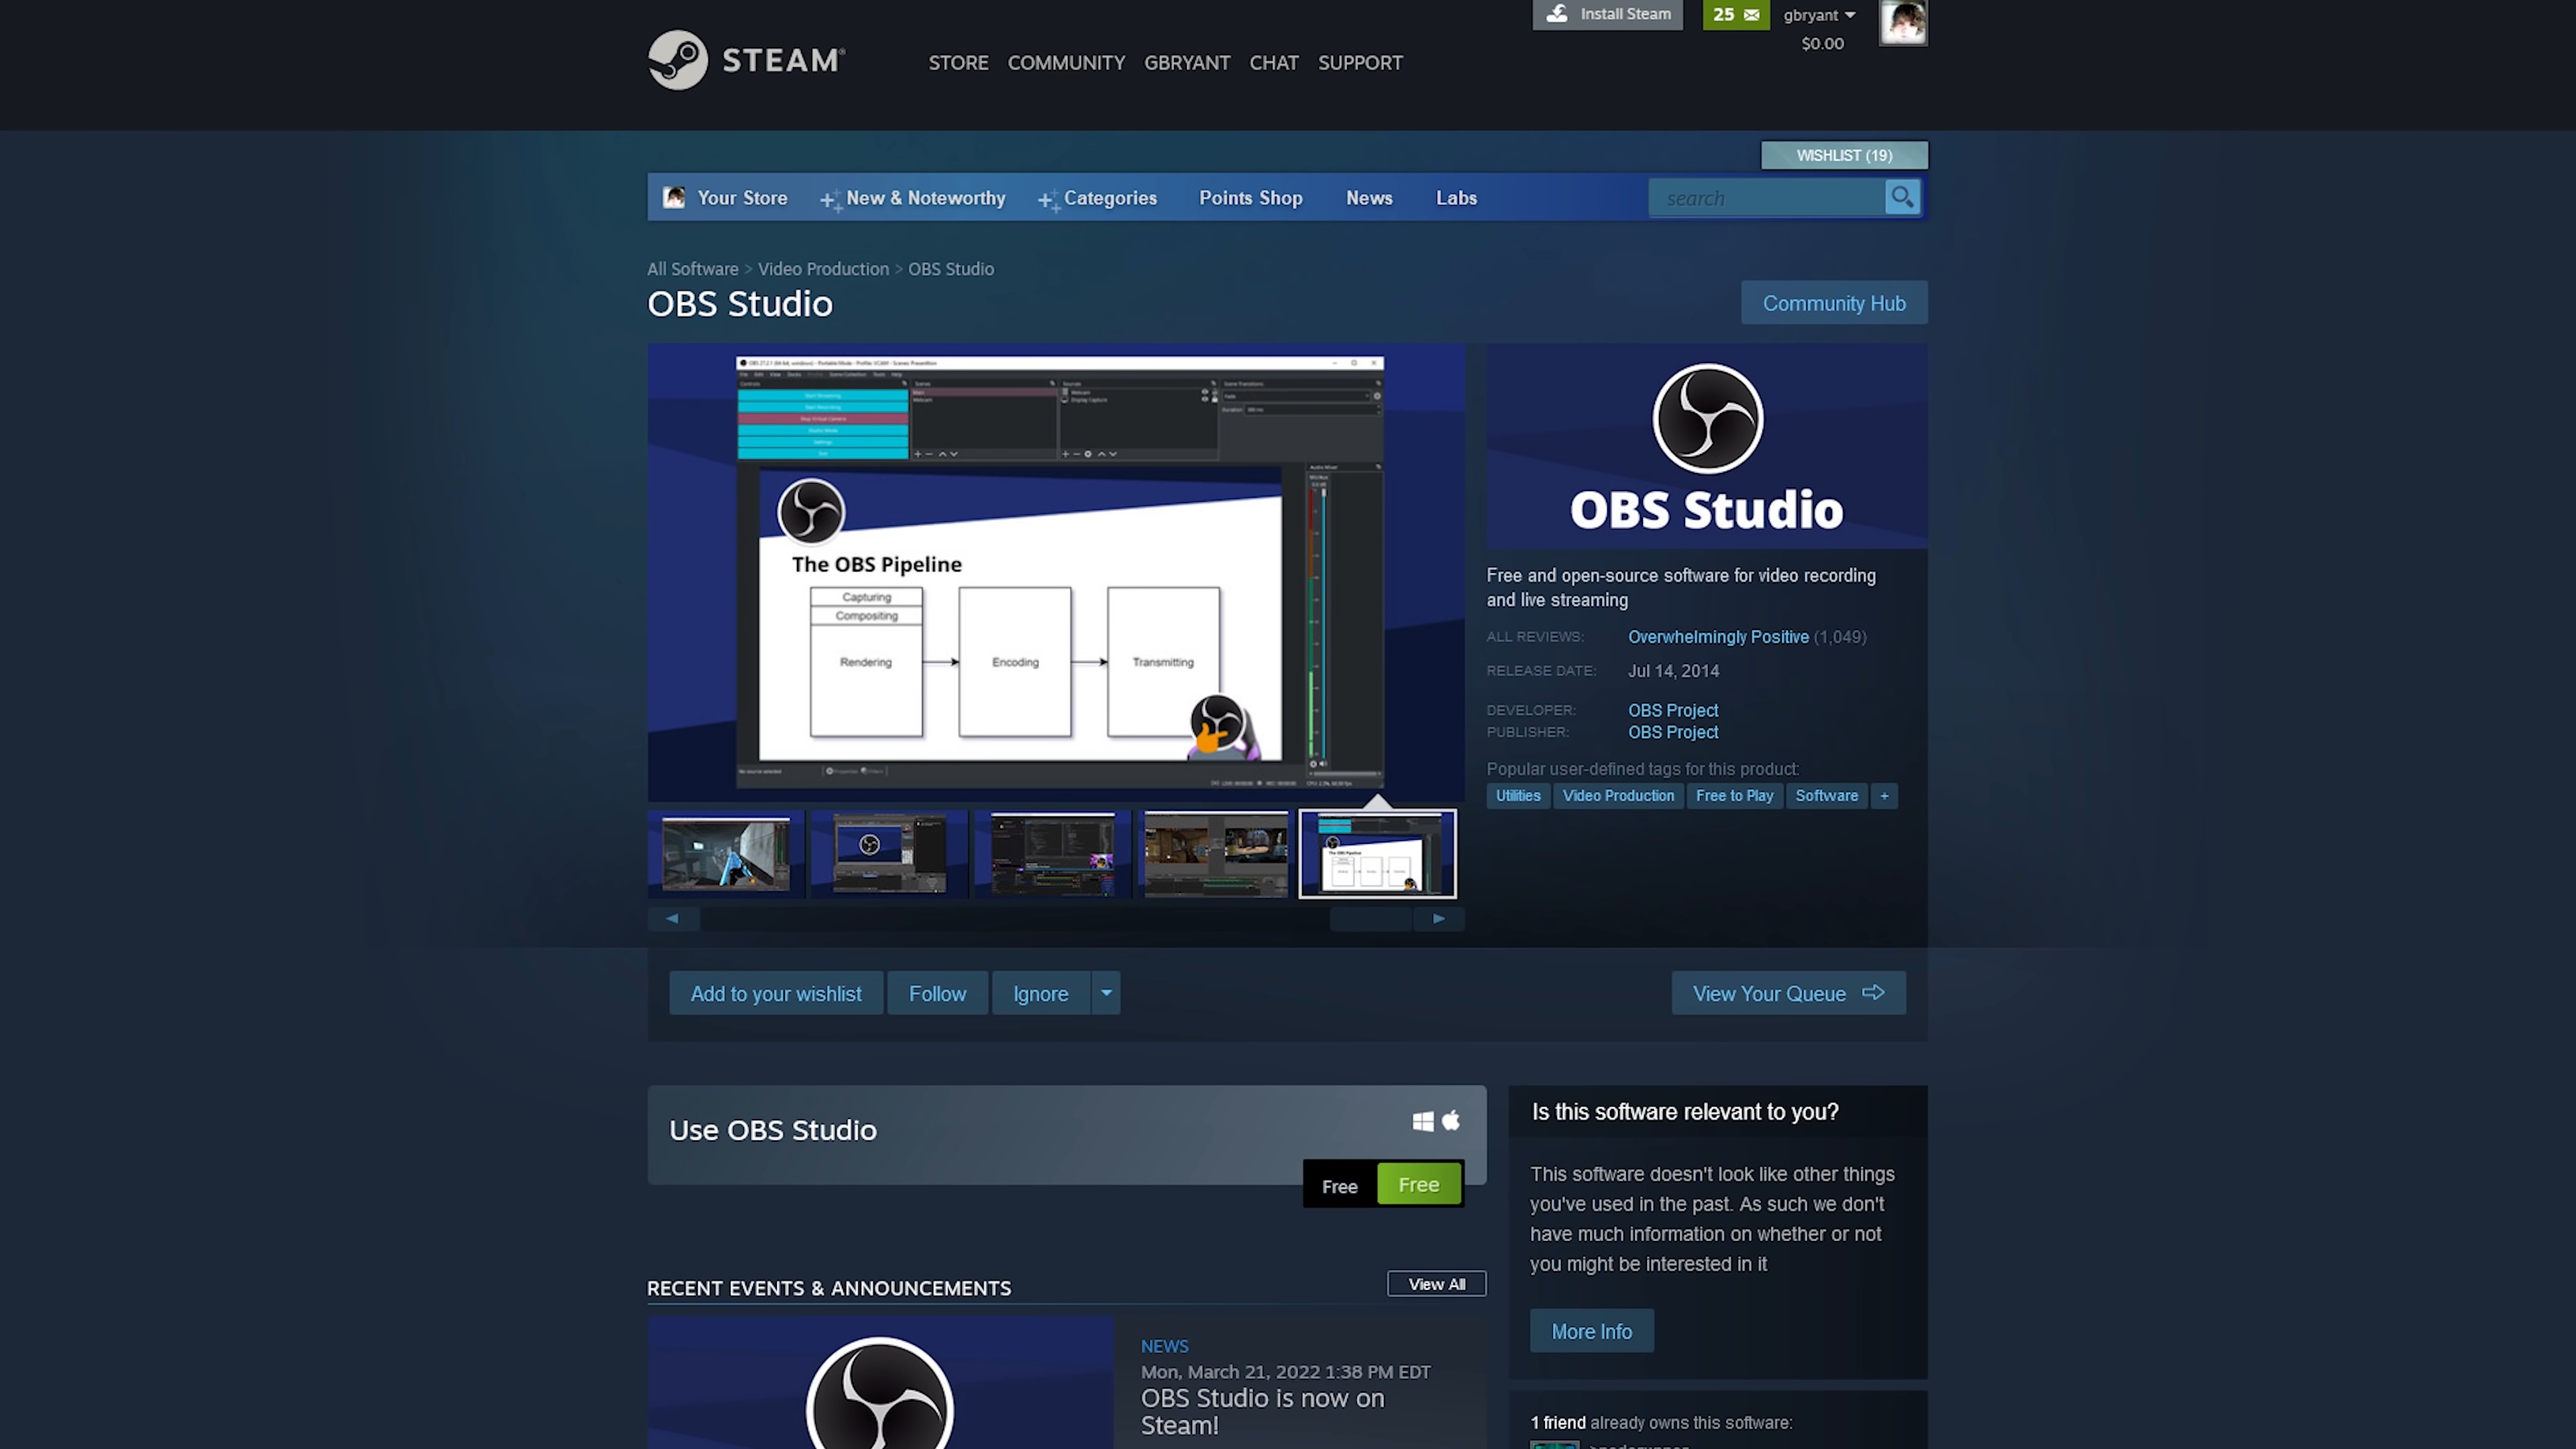 Install Steam
25
gbryant
$0.00
STEAM®
STORE COMMUNITY GBRYANT CHAT SUPPORT
WISHLIST (19)
Your Store New & Noteworthy Categories Points Shop News Labs search
All Software > Video Production > OBS Studio
OBS Studio
Community Hub
The OBS Pipeline
Capturing
Compositing
Rendering Encoding Transmitting
OBS Studio
Free and open-source software for video recording
and live streaming
ALL REVIEWS: Overwhelmingly Positive (1,049)
RELEASE DATE: Jul 14, 2014
DEVELOPER: OBS Project
PUBLISHER: OBS Project
Popular user-defined tags for this product:
Utilities Video Production Free to Play Software +
Add to your wishlist Follow Ignore
View Your Queue
Use OBS Studio
Free Free
Is this software relevant to you?
This software doesn't look like other things
you've used in the past. As such we don't
have much information on whether or not
you might be interested in it
More Info
RECENT EVENTS & ANNOUNCEMENTS
View All
NEWS
Mon, March 21, 2022 1:38 PM EDT
OBS Studio is now on
Steam!
1 friend already owns this software: